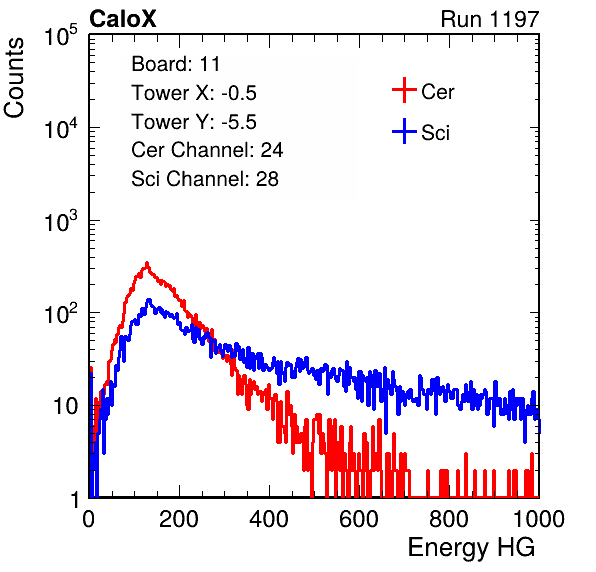 CaloX Run 1197
Counts
10^5
10^4
10^3
10^2
10
1
Board: 11
Tower X: -0.5
Tower Y: -5.5
Cer Channel: 24
Sci Channel: 28
Cer
Sci
0 200 400 600 800 1000
Energy HG